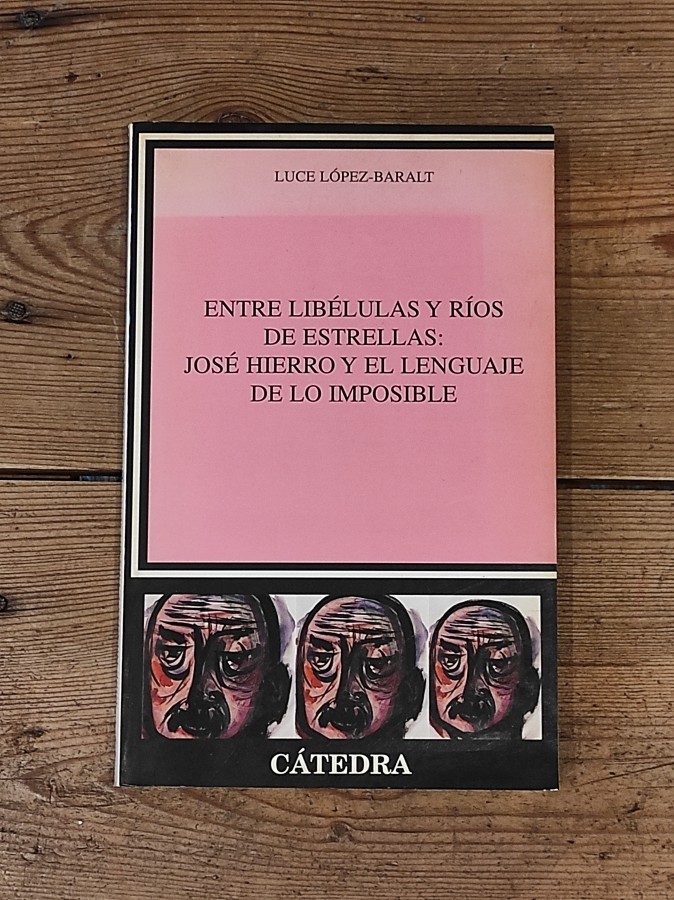 LUCE LÓPEZ-BARALT
ENTRE LIBÉLULAS Y RÍOS
DE ESTRELLAS:
JOSÉ HIERRO Y EL LENGUAJE
DE LO IMPOSIBLE
CÁTEDRA